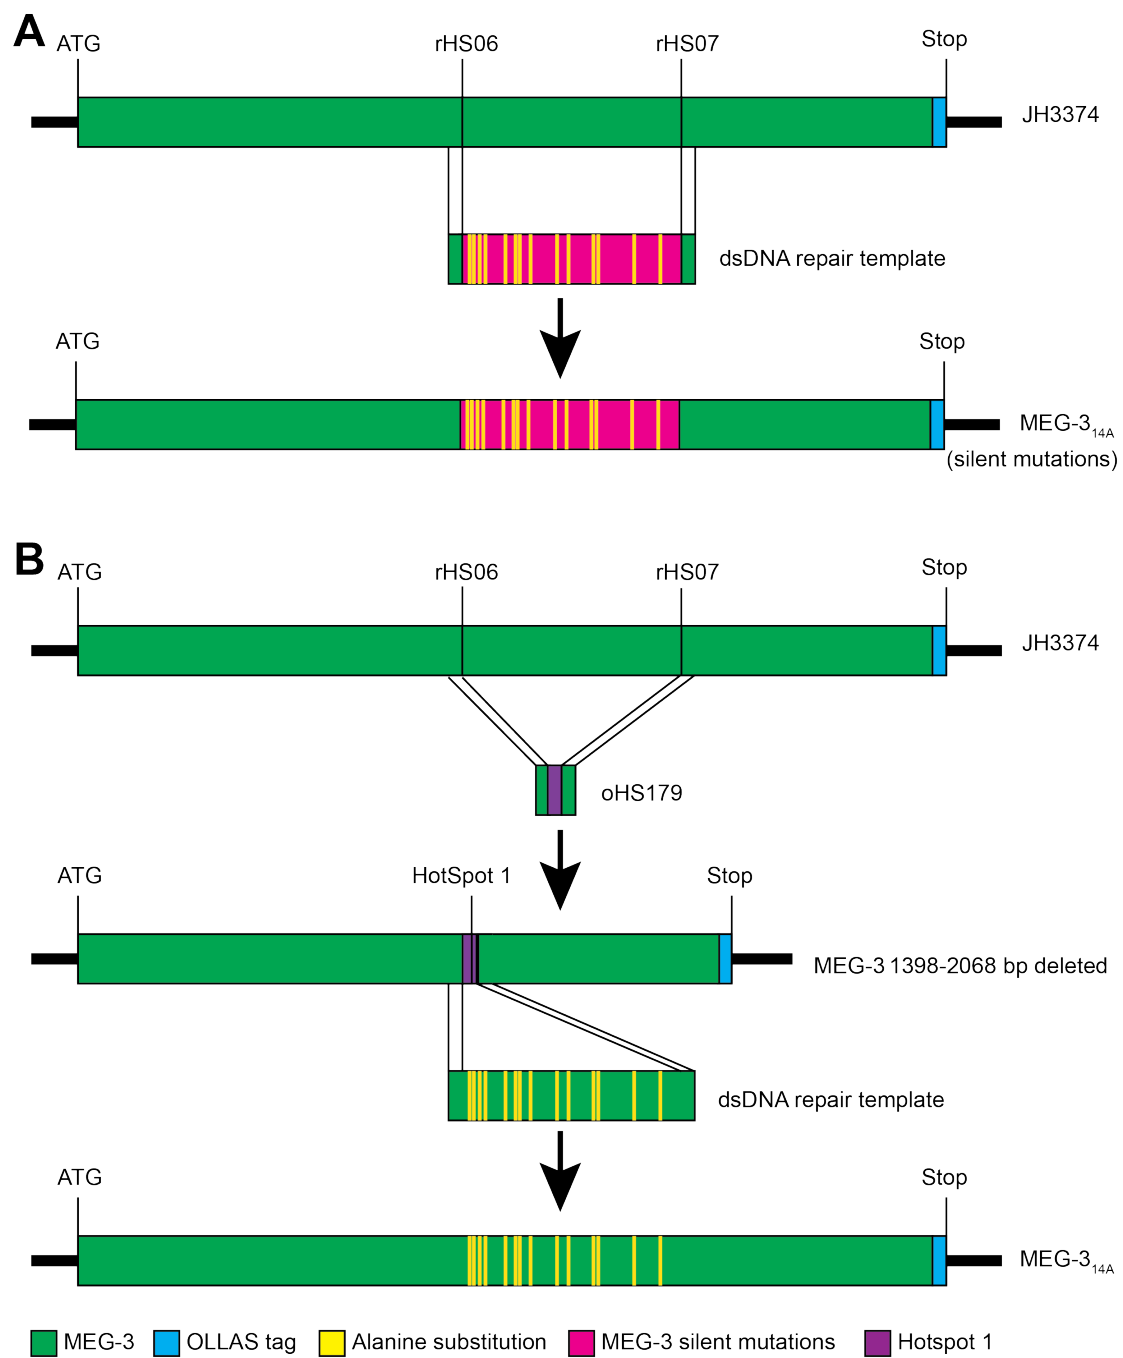 A
ATG rHS06 rHS07 Stop
JH3374
dsDNA repair template
ATG Stop
MEG-3₁₄A
(silent mutations)
B
ATG rHS06 rHS07 Stop
JH3374
oHS179
ATG HotSpot 1 Stop
MEG-3 1398-2068 bp deleted
dsDNA repair template
ATG Stop
MEG-3₁₄A
MEG-3 OLLAS tag Alanine substitution MEG-3 silent mutations Hotspot 1